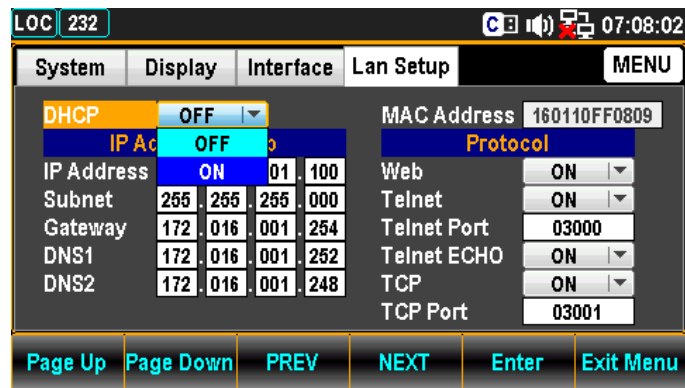 LOC 232 C 07:08:02
System Display Interface Lan Setup MENU
DHCP OFF MAC Address 160110FF0809
OFF
ON
IP Ac Protocol
IP Address 01 . 100 Web ON
Subnet 255 . 255 . 255 . 000 Telnet ON
Gateway 172 . 016 . 001 . 254 Telnet Port 03000
DNS1 172 . 016 . 001 . 252 Telnet ECHO ON
DNS2 172 . 016 . 001 . 248 TCP ON
TCP Port 03001
Page Up Page Down PREV NEXT Enter Exit Menu